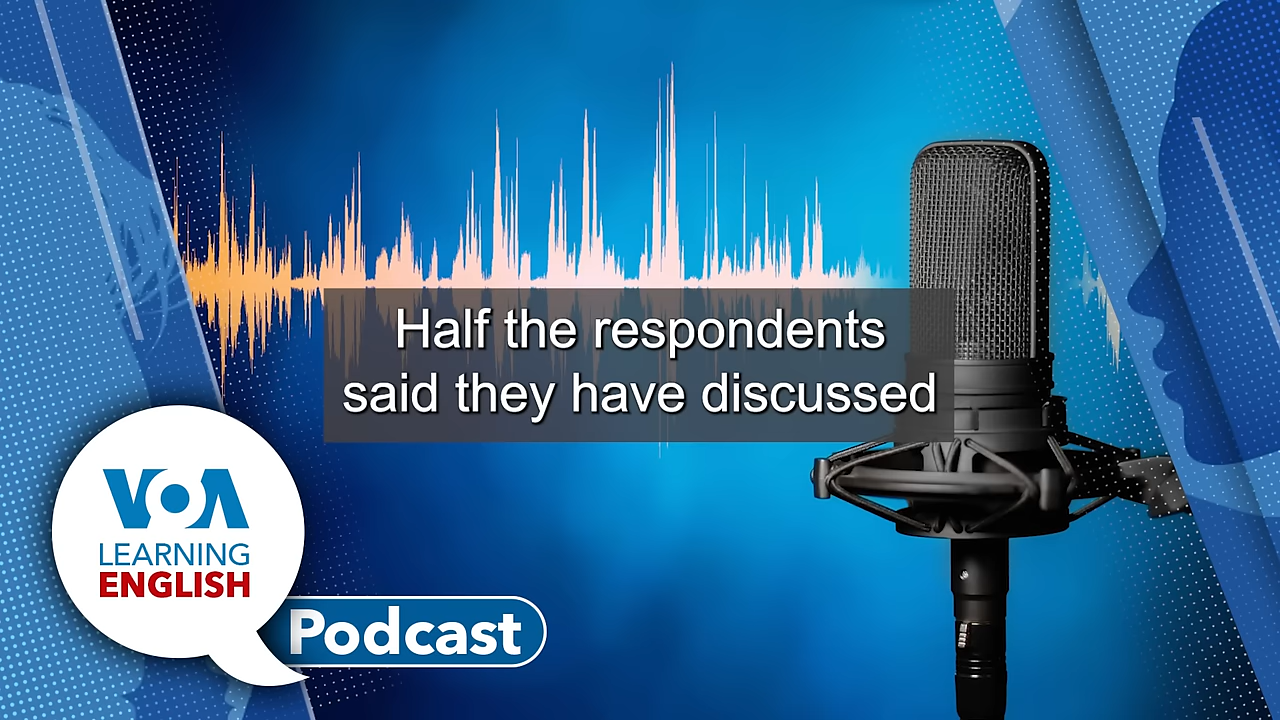 Half the respondents
said they have discussed
VOA
LEARNING
ENGLISH
Podcast